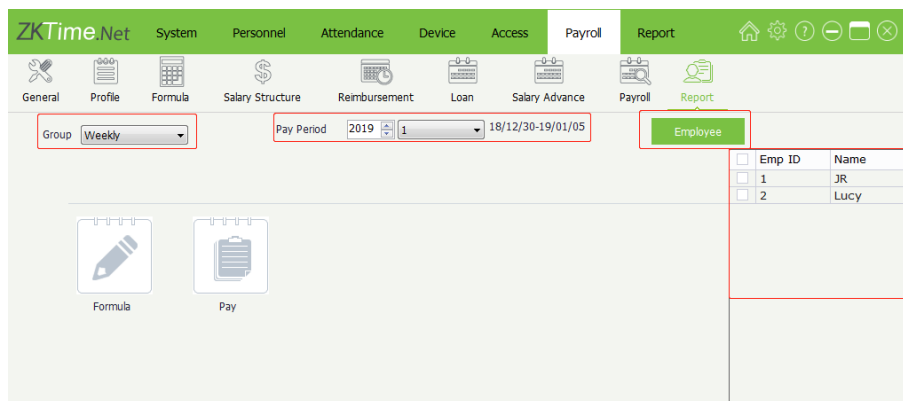 ZKTime.Net System Personnel Attendance Device Access Payroll Report
General Profile Formula Salary Structure Reimbursement Loan Salary Advance Payroll Report
Group Weekly Pay Period 2019 1 18/12/30-19/01/05 Employee
Emp ID Name
1 JR
2 Lucy
Formula Pay